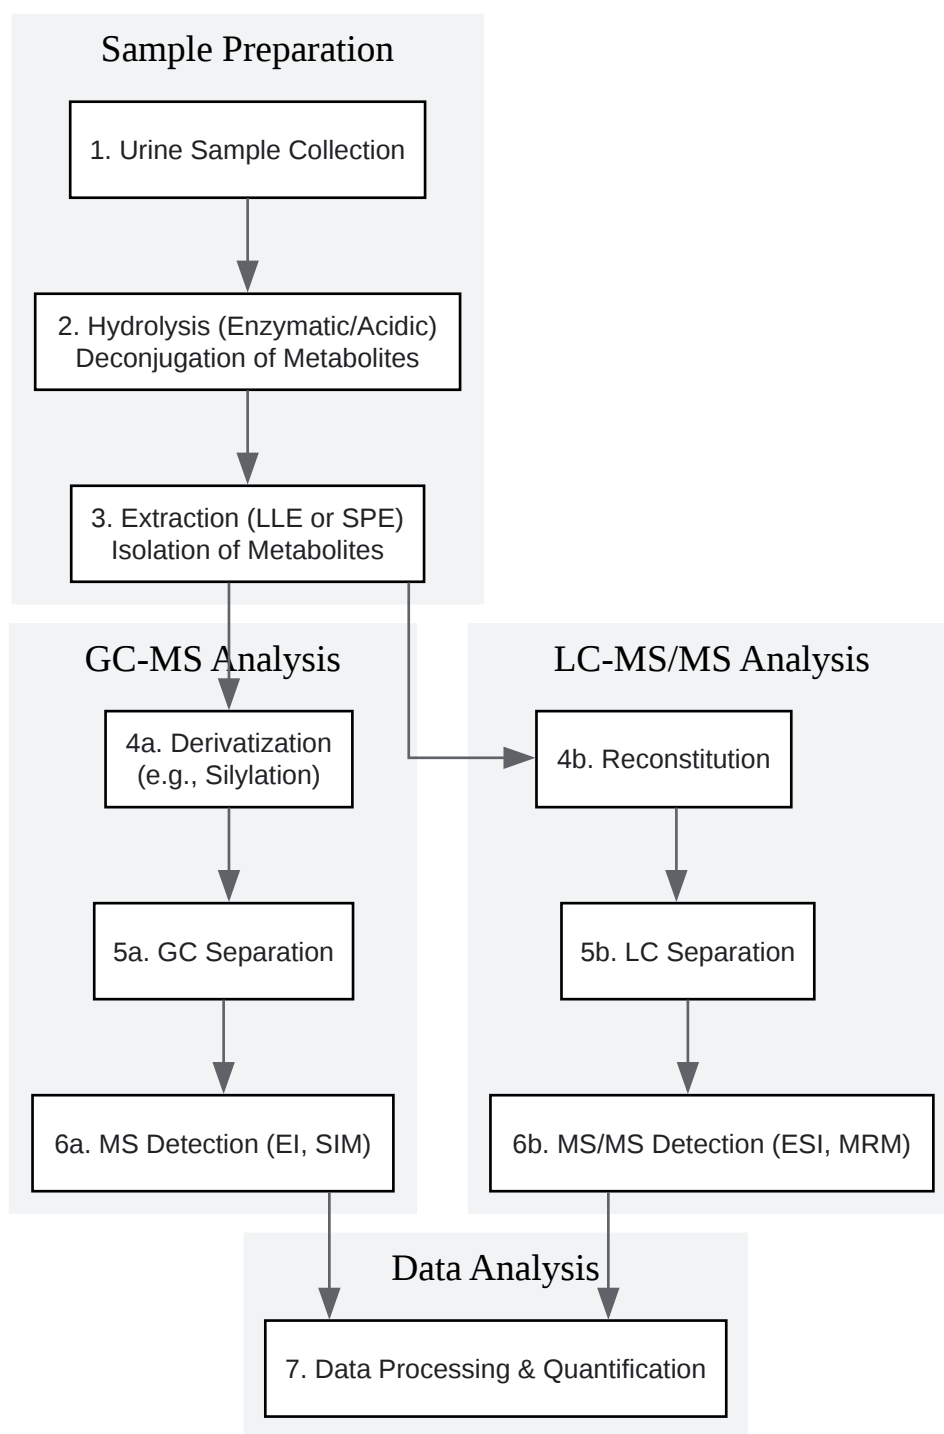 Sample Preparation
1. Urine Sample Collection
2. Hydrolysis (Enzymatic/Acidic)
Deconjugation of Metabolites
3. Extraction (LLE or SPE)
Isolation of Metabolites
GC-MS Analysis
LC-MS/MS Analysis
4a. Derivatization
(e.g., Silylation)
4b. Reconstitution
5a. GC Separation
5b. LC Separation
6a. MS Detection (EI, SIM)
6b. MS/MS Detection (ESI, MRM)
Data Analysis
7. Data Processing & Quantification